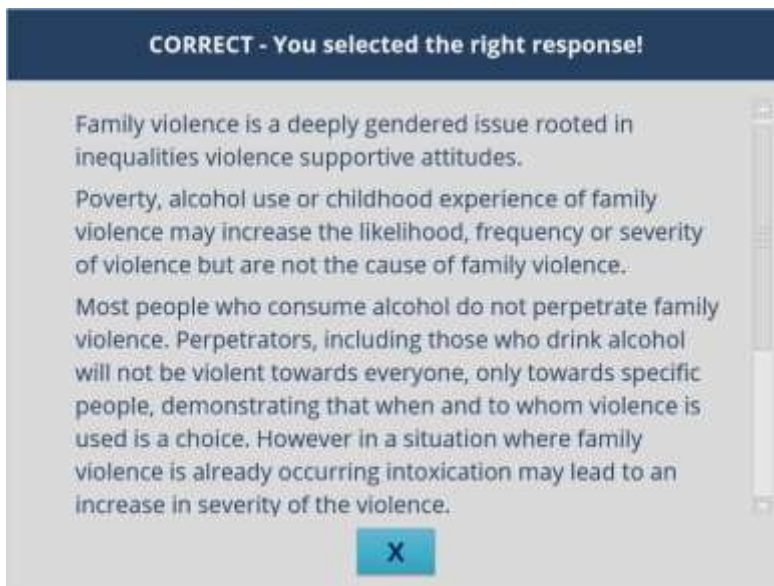 CORRECT - You selected the right response!
Family violence is a deeply gendered issue rooted in
inequalities violence supportive attitudes.
Poverty, alcohol use or childhood experience of family
violence may increase the likelihood, frequency or severity
of violence but are not the cause of family violence.
Most people who consume alcohol do not perpetrate family
violence. Perpetrators, including those who drink alcohol
will not be violent towards everyone, only towards specific
people, demonstrating that when and to whom violence is
used is a choice. However in a situation where family
violence is already occurring intoxication may lead to an
increase in severity of the violence.
X